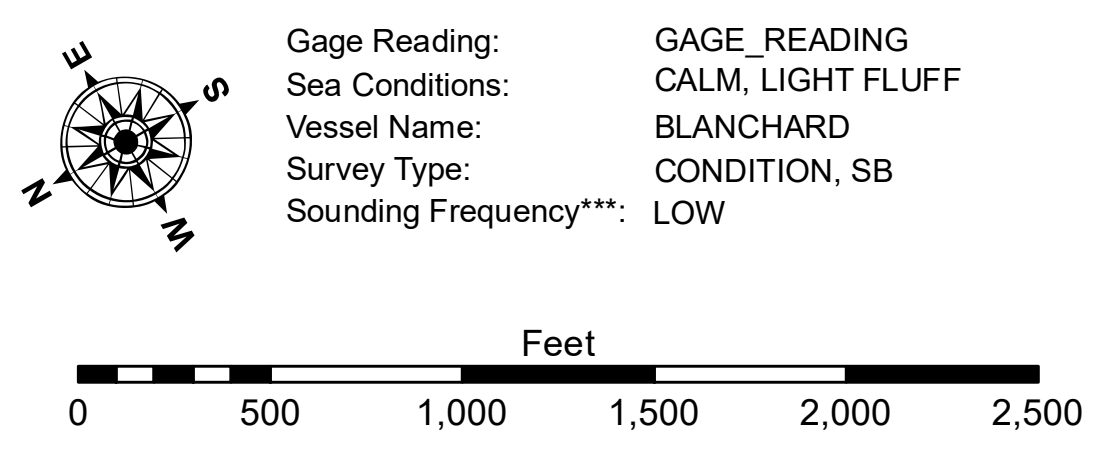 E
S
N
W
Gage Reading: GAGE_READING
Sea Conditions: CALM, LIGHT FLUFF
Vessel Name: BLANCHARD
Survey Type: CONDITION, SB
Sounding Frequency***: LOW
Feet
0 500 1,000 1,500 2,000 2,500